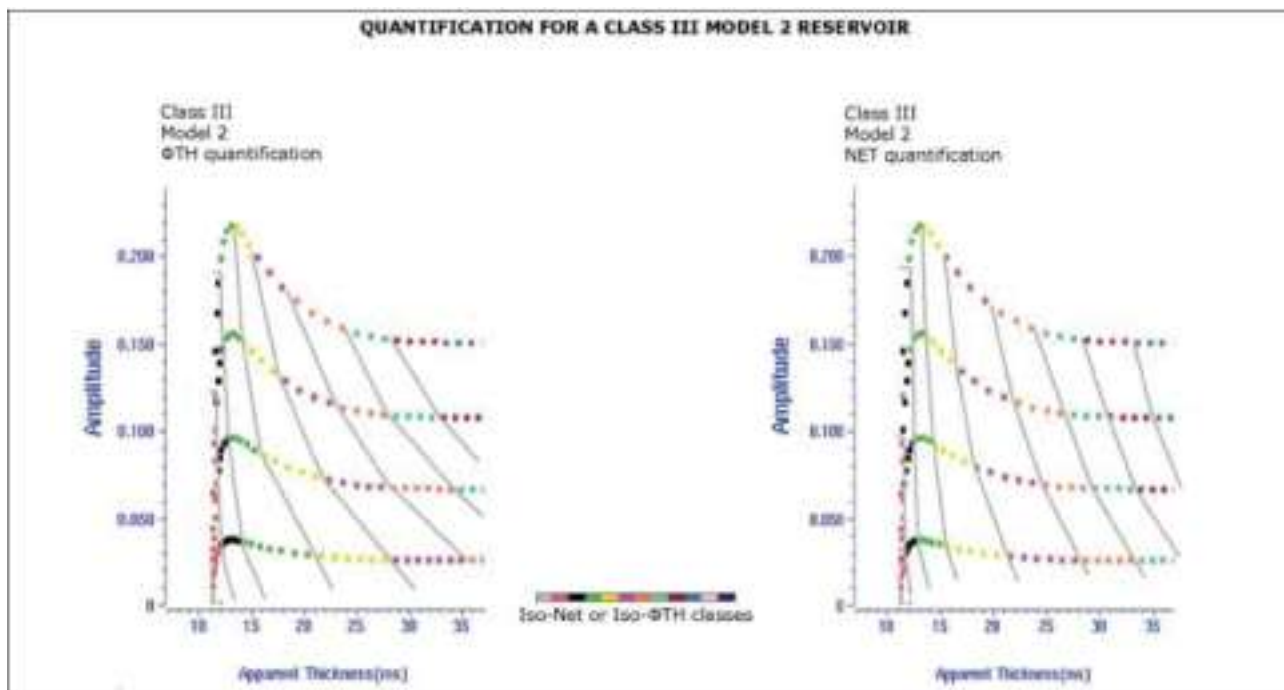 QUANTIFICATION FOR A CLASS III MODEL 2 RESERVOIR
Class III
Model 2
ΦTH quantification
0.200
0.150
0.100
0.050
0
Amplitude
10 15 20 25 30 35
Apparent Thickness(ms)
Iso-Net or Iso-ΦTH classes
Class III
Model 2
NET quantification
0.200
0.150
0.100
0.050
0
Amplitude
10 15 20 25 30 35
Apparent Thickness(ms)